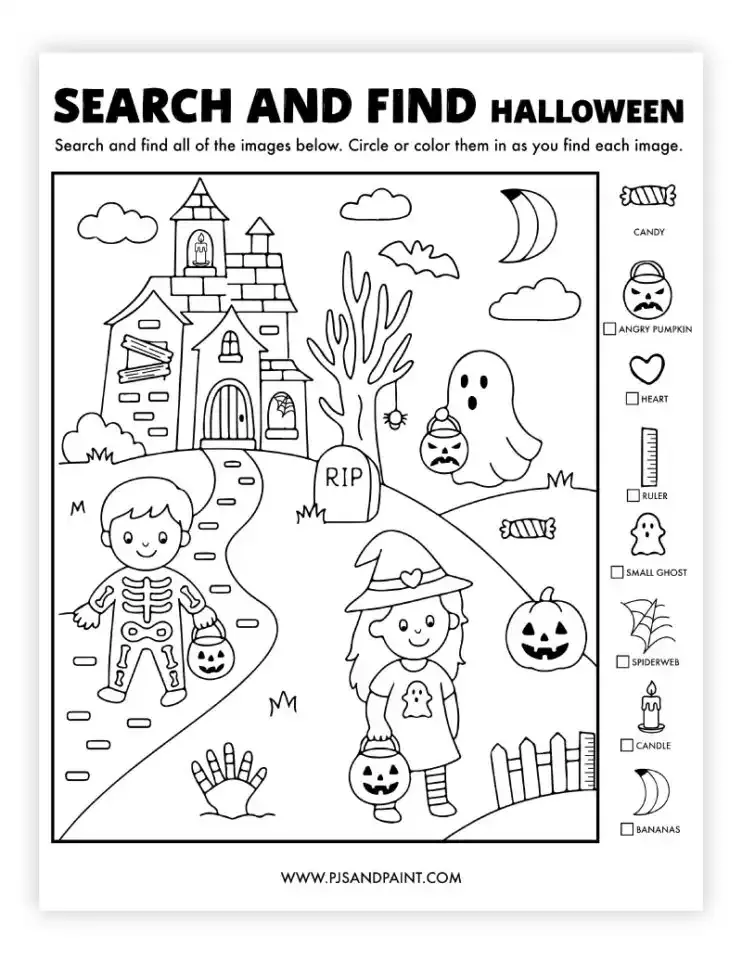 SEARCH AND FIND HALLOWEEN
Search and find all of the images below. Circle or color them in as you find each image.
CANDY
ANGRY PUMPKIN
HEART
RULER
SMALL GHOST
SPIDERWEB
CANDLE
BANANAS
RIP
WWW.PJSANDPAINT.COM